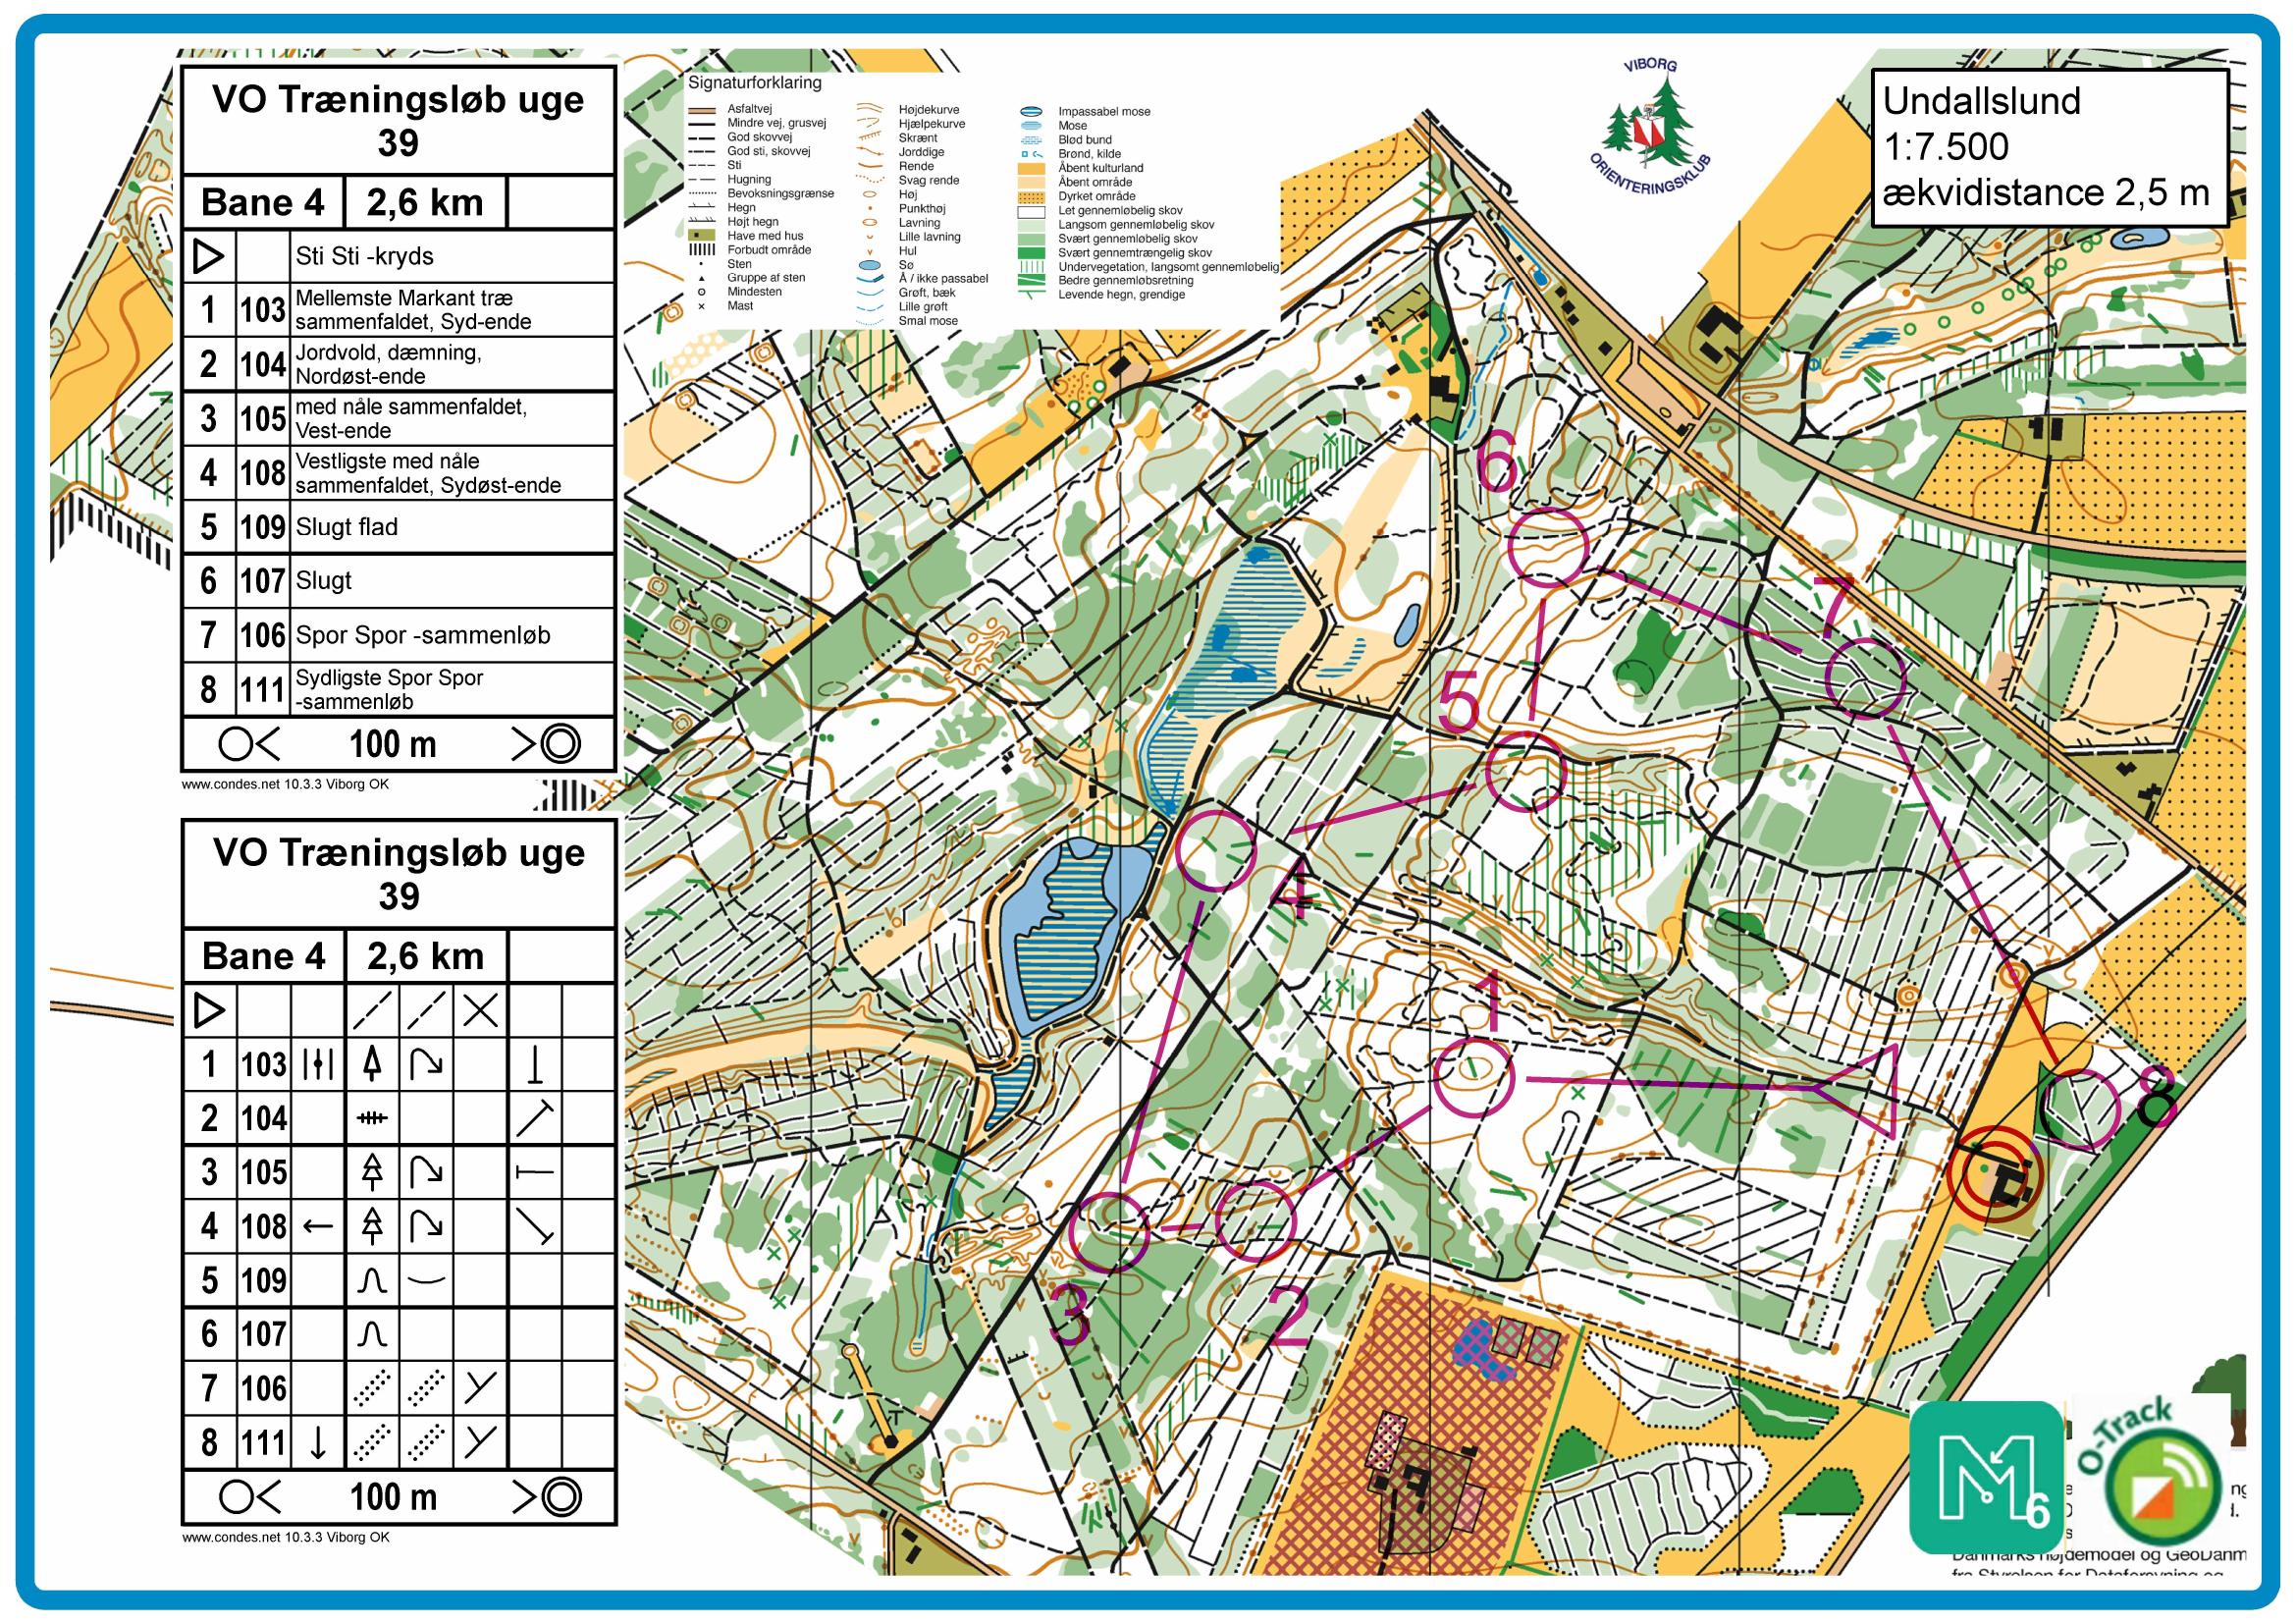 VO Træningsløb uge
39
Bane 4 2,6 km
Sti Sti -kryds
1 103 Mellemste Markant træ
sammenfaldet, Syd-ende
2 104 Jordvold, dæmning,
Nordøst-ende
3 105 med nåle sammenfaldet,
Vest-ende
4 108 Vestligste med nåle
sammenfaldet, Sydøst-ende
5 109 Slugt flad
6 107 Slugt
7 106 Spor Spor -sammenløb
8 111 Sydligste Spor Spor
-sammenløb
100 m
www.condes.net 10.3.3 Viborg OK
VO Træningsløb uge
39
Bane 4 2,6 km
1 103
2 104
3 105
4 108
5 109
6 107
7 106
8 111
100 m
www.condes.net 10.3.3 Viborg OK
Signaturforklaring
Asfaltvej
Mindre vej, grusvej
God skovvej
God sti, skovvej
Sti
Hugning
Bevoksningsgrænse
Hegn
Højt hegn
Have med hus
Forbudt område
Sten
Gruppe af sten
Mindesten
Mast
Højdekurve
Hjælpekurve
Skrænt
Jorddige
Rende
Svag rende
Høj
Punkthøj
Lavning
Lille lavning
Hul
Sø
Å / ikke passabel
Grøft, bæk
Lille grøft
Smal mose
Impassabel mose
Mose
Blød bund
Brønd, kilde
Åbent kulturland
Åbent område
Dyrket område
Let gennemløbelig skov
Langsom gennemløbelig skov
Svært gennemløbelig skov
Svært gennemtrængelig skov
Undervegetation, langsomt gennemløbelig
Bedre gennemløbsretning
Levende hegn, grendige
VIBORG
ORIENTERINGSKLUB
Undallslund
1:7.500
ækvidistance 2,5 m
6
7
5
4
1
8
3
2
M6
O-Track
Danmarks højdemodel og GeoDanm
fra Styrelsen for Dataforsyning og